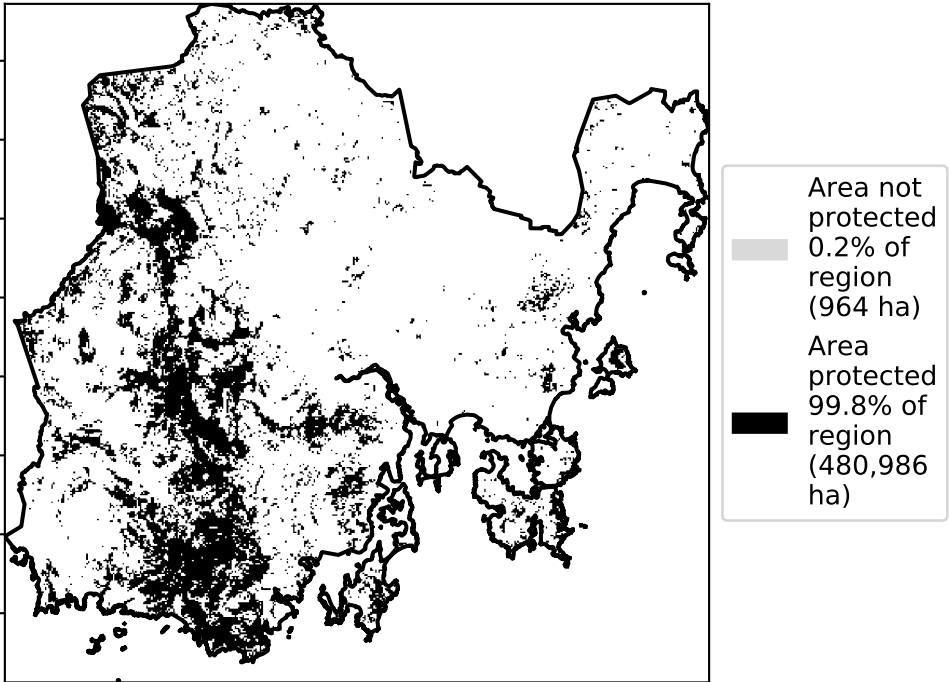 Area not
protected
0.2% of
region
(964 ha)
Area
protected
99.8% of
region
(480,986
ha)